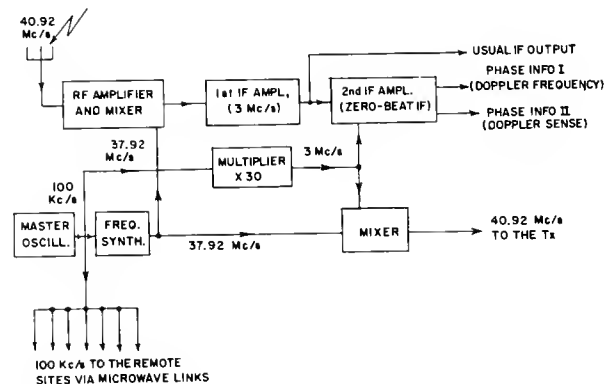 40.92
Mc/s
RF AMPLIFIER
AND MIXER
1st IF AMPL,
(3 Mc/s)
2nd IF AMPL.
(ZERO-BEAT IF)
USUAL IF OUTPUT
PHASE INFO I
(DOPPLER FREQUENCY)
PHASE INFO II
(DOPPLER SENSE)
37.92
Mc/s
MULTIPLIER
X 30
3 Mc/s
100
Kc/s
MASTER
OSCILL.
FREQ.
SYNTH.
37.92 Mc/s
MIXER
40.92 Mc/s
TO THE Tx
100 Kc/s TO THE REMOTE
SITES VIA MICROWAVE LINKS